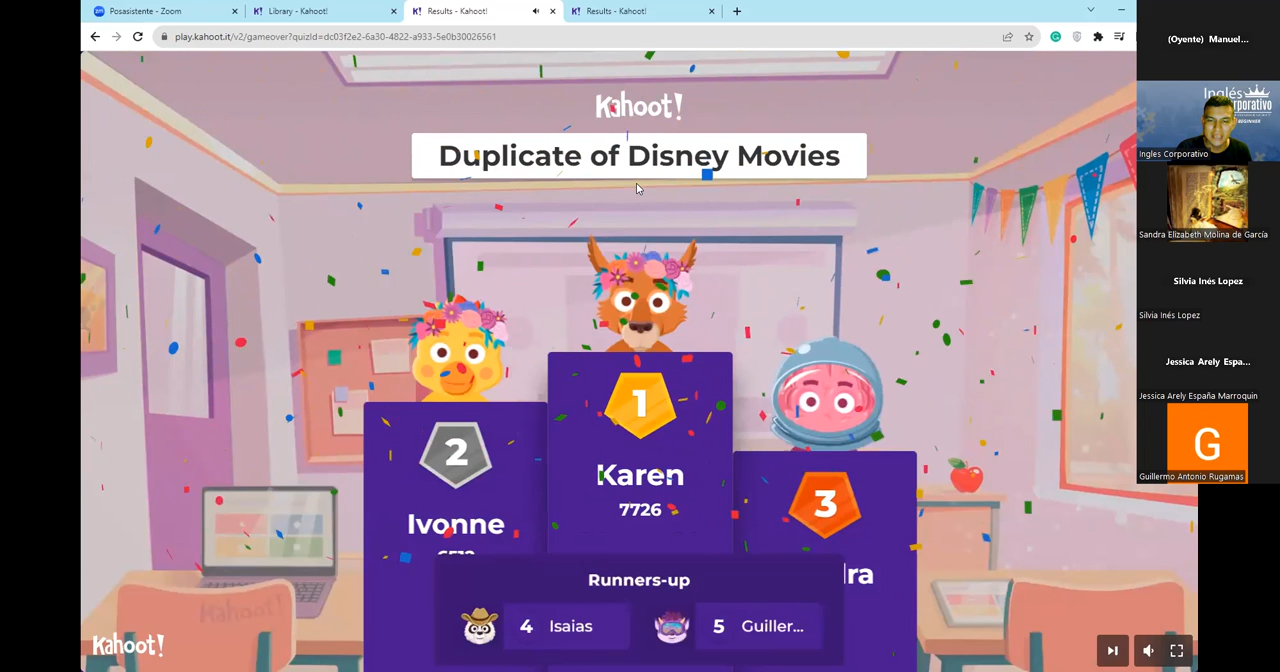 Posasistente - Zoom
K! Library - Kahoot!
K! Results - Kahoot!
K! Results - Kahoot!
play.kahoot.it/v2/gameover?quizId=dc03f2e2-6a30-4822-a933-5e0b30026561
Kahoot!
Duplicate of Disney Movies
1
Karen
7726
2
Ivonne
3
Runners-up
4 Isaias
5 Guiller...
Kahoot!
Kahoot!
(Oyente) Manuel...
Inglés
Corporativo
BEGINNER
Ingles Corporativo
Sandra Elizabeth Molina de García
Silvia Inés Lopez
Silvia Inés Lopez
Jessica Arely Espa...
Jessica Arely España Marroquin
G
Guillermo Antonio Rugamas